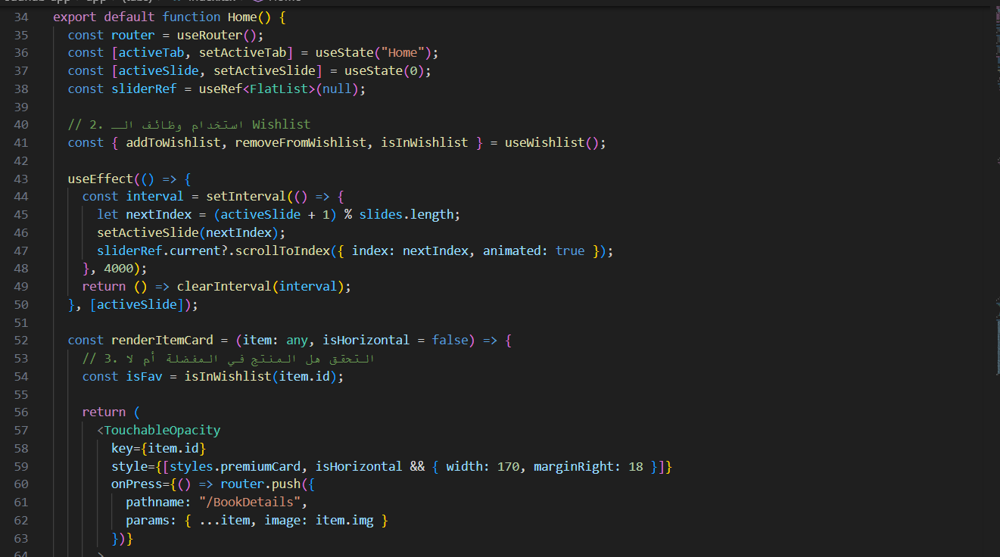 34 export default function Home() {
35 const router = useRouter();
36 const [activeTab, setActiveTab] = useState("Home");
37 const [activeSlide, setActiveSlide] = useState(0);
38 const sliderRef = useRef<FlatList>(null);
39
40 // 2. استخدام وظائف الـ Wishlist
41 const { addToWishlist, removeFromWishlist, isInWishlist } = useWishlist();
42
43 useEffect(() => {
44 const interval = setInterval(() => {
45 let nextIndex = (activeSlide + 1) % slides.length;
46 setActiveSlide(nextIndex);
47 sliderRef.current?.scrollToIndex({ index: nextIndex, animated: true });
48 }, 4000);
49 return () => clearInterval(interval);
50 }, [activeSlide]);
51
52 const renderItemCard = (item: any, isHorizontal = false) => {
53 // 3. التحقق هل المنتج في المفضلة أم لا
54 const isFav = isInWishlist(item.id);
55
56 return (
57 <TouchableOpacity
58 key={item.id}
59 style={[styles.premiumCard, isHorizontal && { width: 170, marginRight: 18 }]}
60 onPress={() => router.push({
61 pathname: "/BookDetails",
62 params: { ...item, image: item.img }
63 })}
64 >